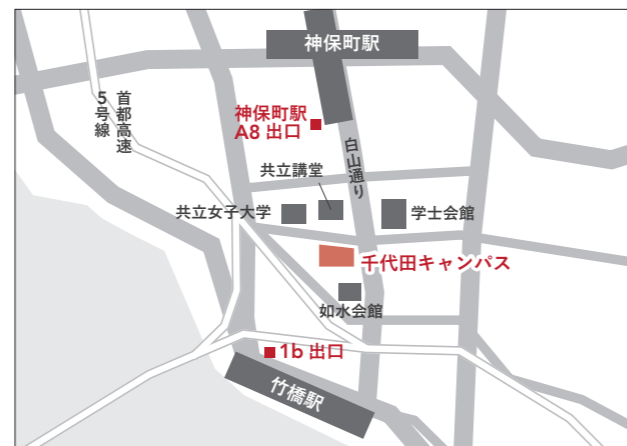 神保町駅
首都高速
5号線
神保町駅
A8 出口
白山通り
共立講堂
共立女子大学
学士会館
千代田キャンパス
如水会館
1b 出口
竹橋駅